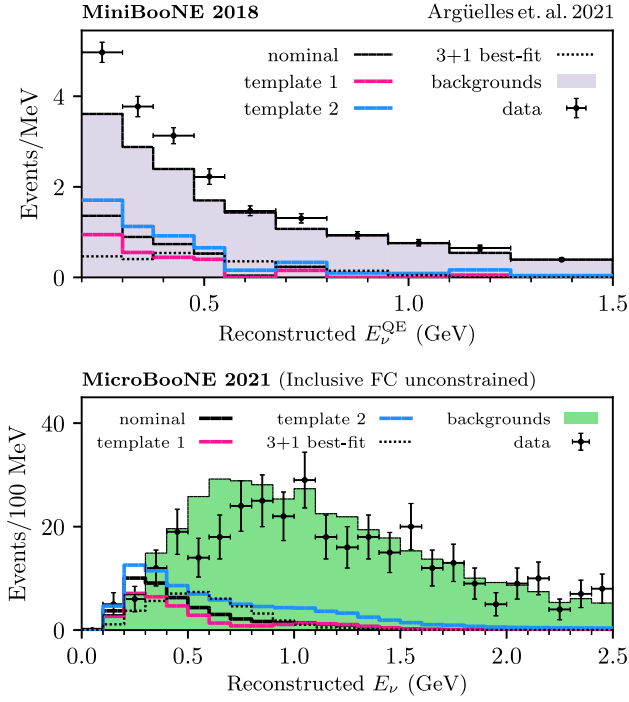 MiniBooNE 2018 Argüelles et. al. 2021
nominal 3+1 best-fit
template 1 backgrounds
template 2 data
Events/MeV
4
2
0
0.5 1.0 1.5
Reconstructed E_ν^QE (GeV)
MicroBooNE 2021 (Inclusive FC unconstrained)
nominal template 2 backgrounds
template 1 3+1 best-fit data
Events/100 MeV
40
20
0
0.0 0.5 1.0 1.5 2.0 2.5
Reconstructed E_ν (GeV)